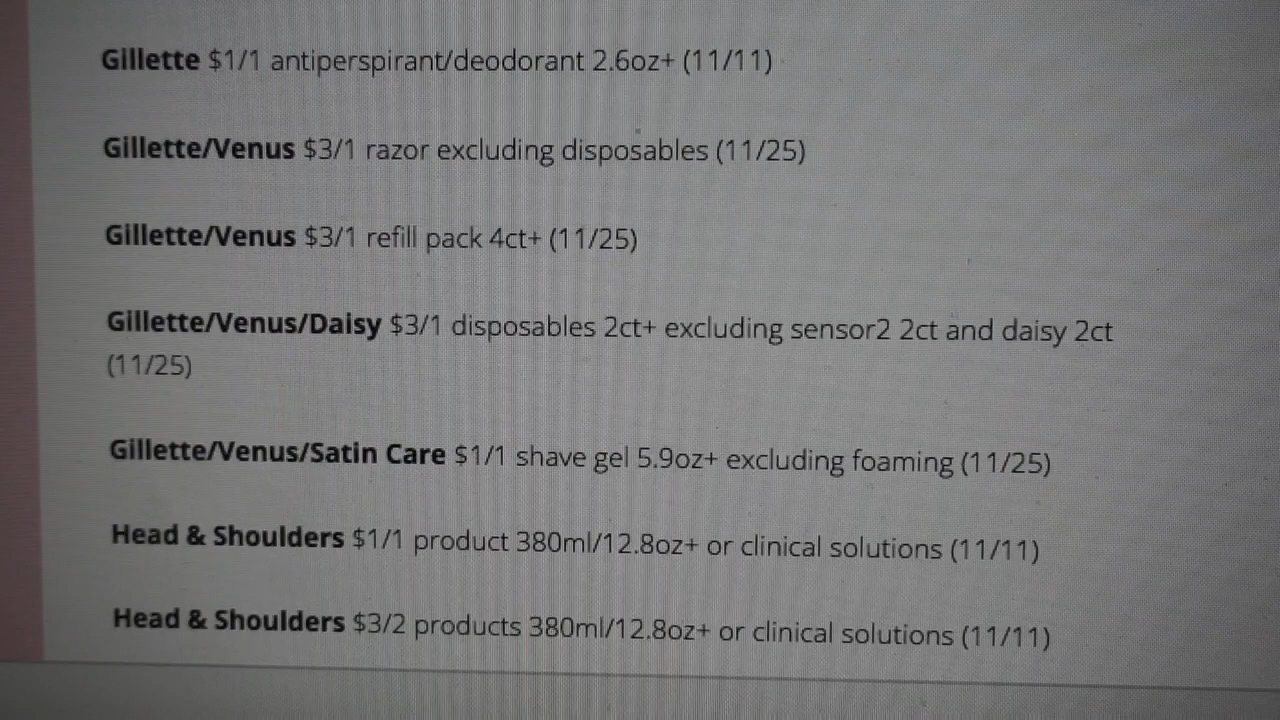 Gillette $1/1 antiperspirant/deodorant 2.6oz+ (11/11)
Gillette/Venus $3/1 razor excluding disposables (11/25)
Gillette/Venus $3/1 refill pack 4ct+ (11/25)
Gillette/Venus/Daisy $3/1 disposables 2ct+ excluding sensor2 2ct and daisy 2ct
(11/25)
Gillette/Venus/Satin Care $1/1 shave gel 5.9oz+ excluding foaming (11/25)
Head & Shoulders $1/1 product 380ml/12.8oz+ or clinical solutions (11/11)
Head & Shoulders $3/2 products 380ml/12.8oz+ or clinical solutions (11/11)